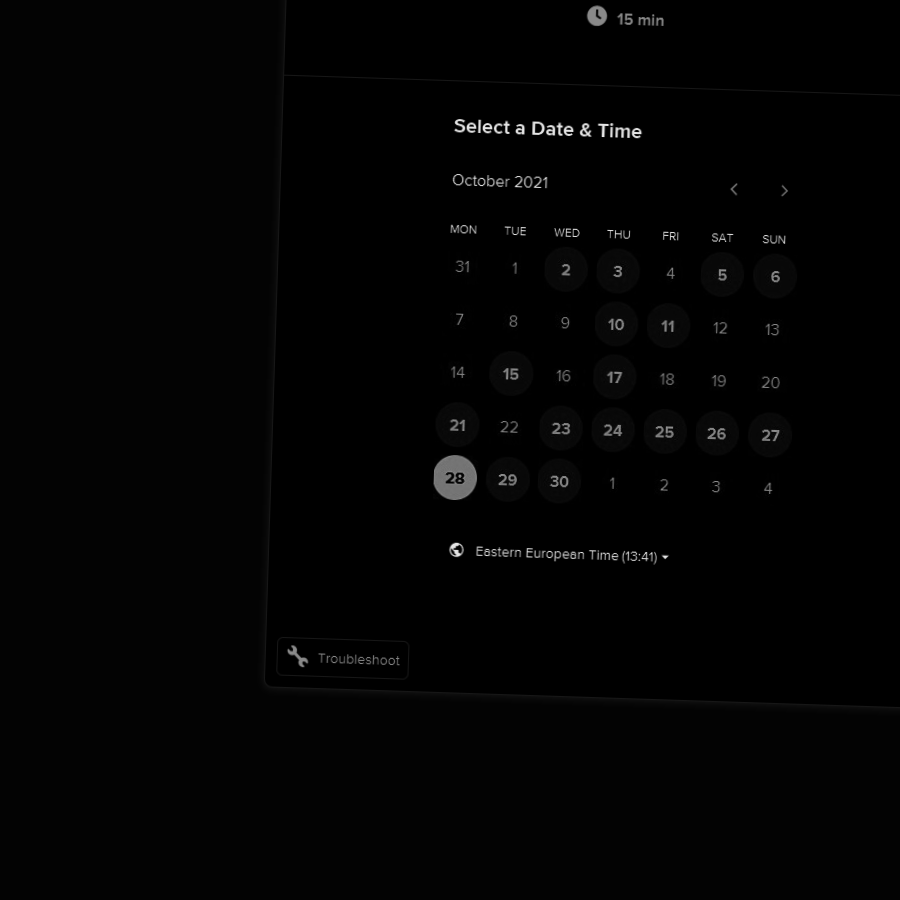 15 min
Select a Date & Time
October 2021
MON TUE WED THU FRI SAT SUN
31 1 2 3 4 5 6
7 8 9 10 11 12 13
14 15 16 17 18 19 20
21 22 23 24 25 26 27
28 29 30 1 2 3 4
Eastern European Time (13:41)
Troubleshoot